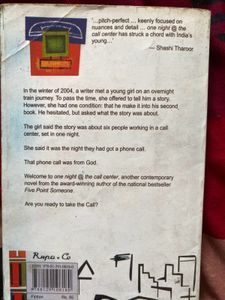 '...pitch-perfect ... keenly focused on
nuances and detail ... one night @ the
call center has struck a chord with India's
young...'
— Shashi Tharoor
In the winter of 2004, a writer met a young girl on an overnight
train journey. To pass the time, she offered to tell him a story.
However, she had one condition: that he make it into his second
book. He hesitated, but asked what the story was about.
The girl said the story was about six people working in a call
center, set in one night.
She said it was the night they had got a phone call.
That phone call was from God.
Welcome to one night @ the call center, another contemporary
novel from the award-winning author of the national bestseller
Five Point Someone.
Are you ready to take the Call?
Rupa & Co
Fiction